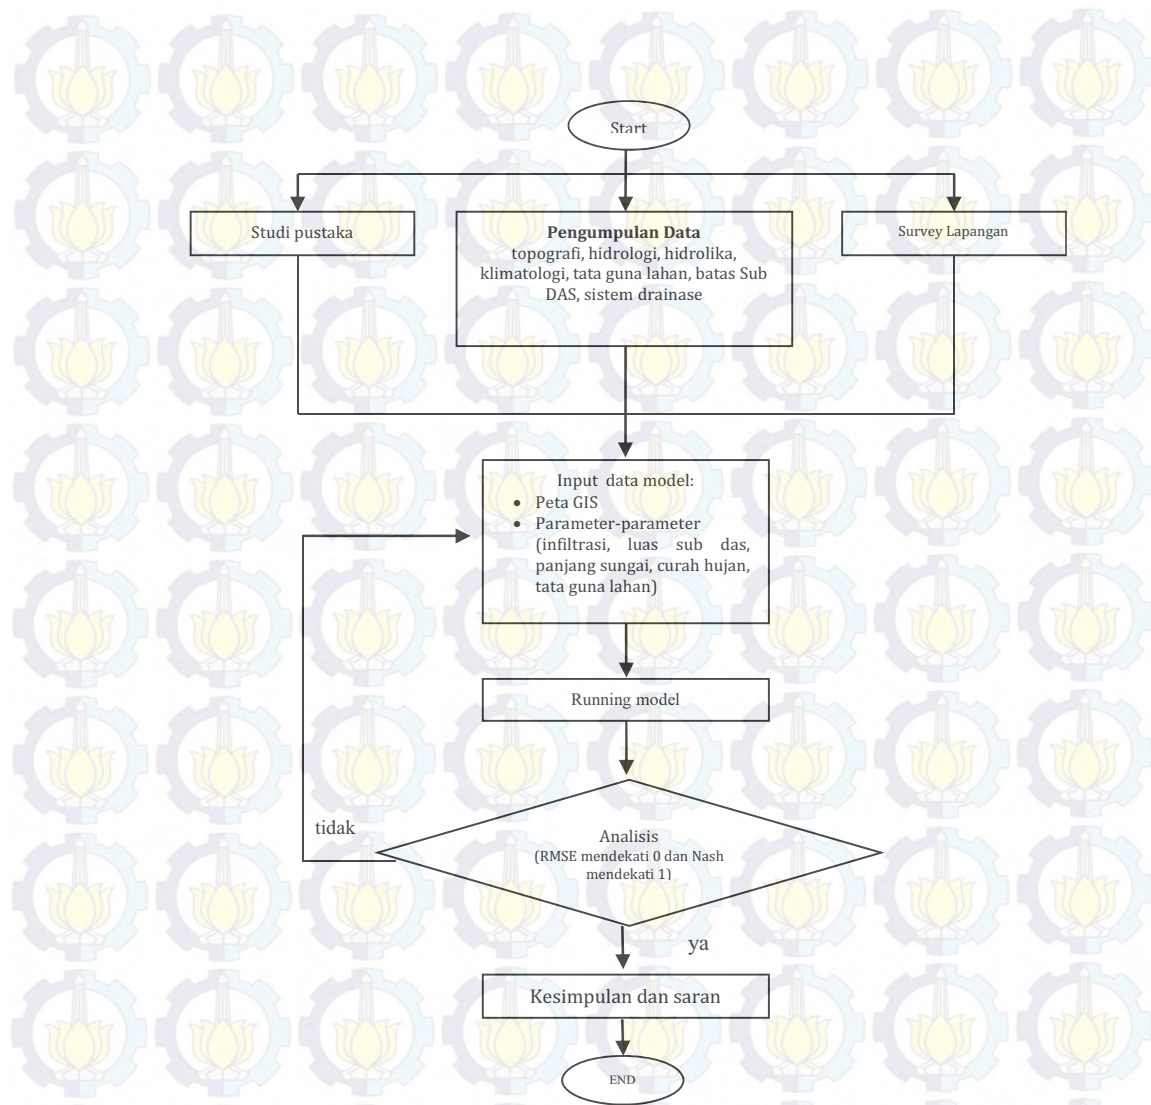 Start
Studi pustaka
Pengumpulan Data
topografi, hidrologi, hidrolika,
klimatologi, tata guna lahan, batas Sub
DAS, sistem drainase
Survey Lapangan
Input data model:
• Peta GIS
• Parameter-parameter
(infiltrasi, luas sub das,
panjang sungai, curah hujan,
tata guna lahan)
Running model
tidak
Analisis
(RMSE mendekati 0 dan Nash
mendekati 1)
ya
Kesimpulan dan saran
END